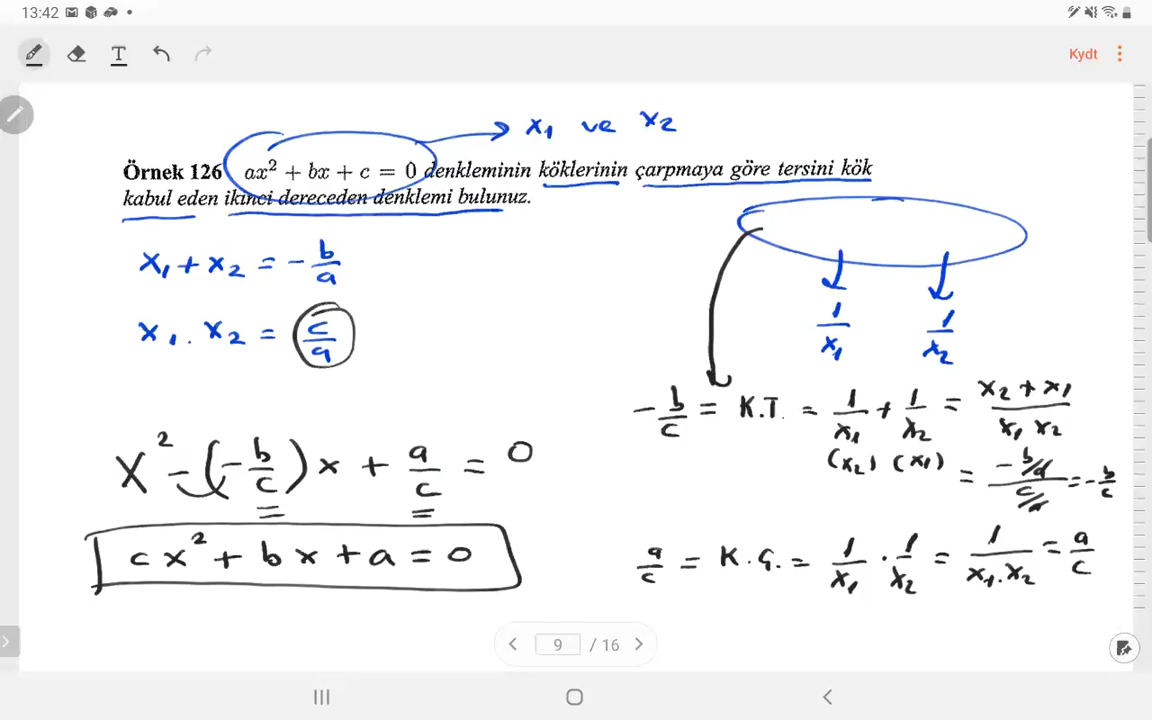 13:42
T
Kydt
x₁ ve x₂
Örnek 126 ax² + bx + c = 0 denkleminin köklerinin çarpmaya göre tersini kök
kabul eden ikinci dereceden denklemi bulunuz.
x₁ + x₂ = -b/a
x₁ . x₂ = c/a
1/x₁ 1/x₂
-b/c = K.T. = 1/x₁ + 1/x₂ = (x₂ + x₁)/(x₁ x₂)
(x₂) (x₁) = (-b/a)/(c/a) = -b/c
x² - (-b/c)x + a/c = 0
cx² + bx + a = 0
a/c = K.Ç. = 1/x₁ . 1/x₂ = 1/(x₁.x₂) = a/c
9 / 16